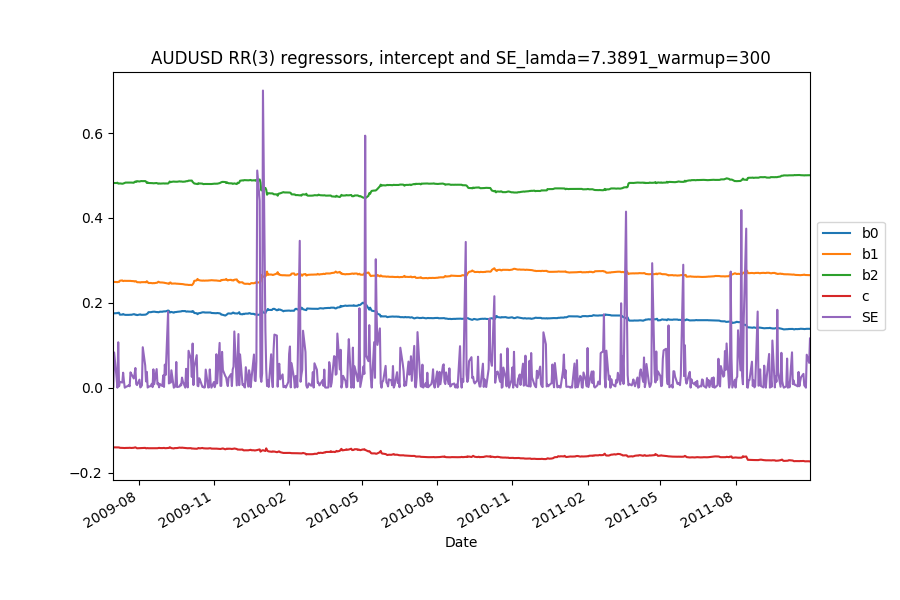 AUDUSD RR(3) regressors, intercept and SE_lamda=7.3891_warmup=300
0.6
0.4
0.2
0.0
−0.2
b0
b1
b2
c
SE
2009-08
2009-11
2010-02
2010-05
2010-08
2010-11
2011-02
2011-05
2011-08
Date